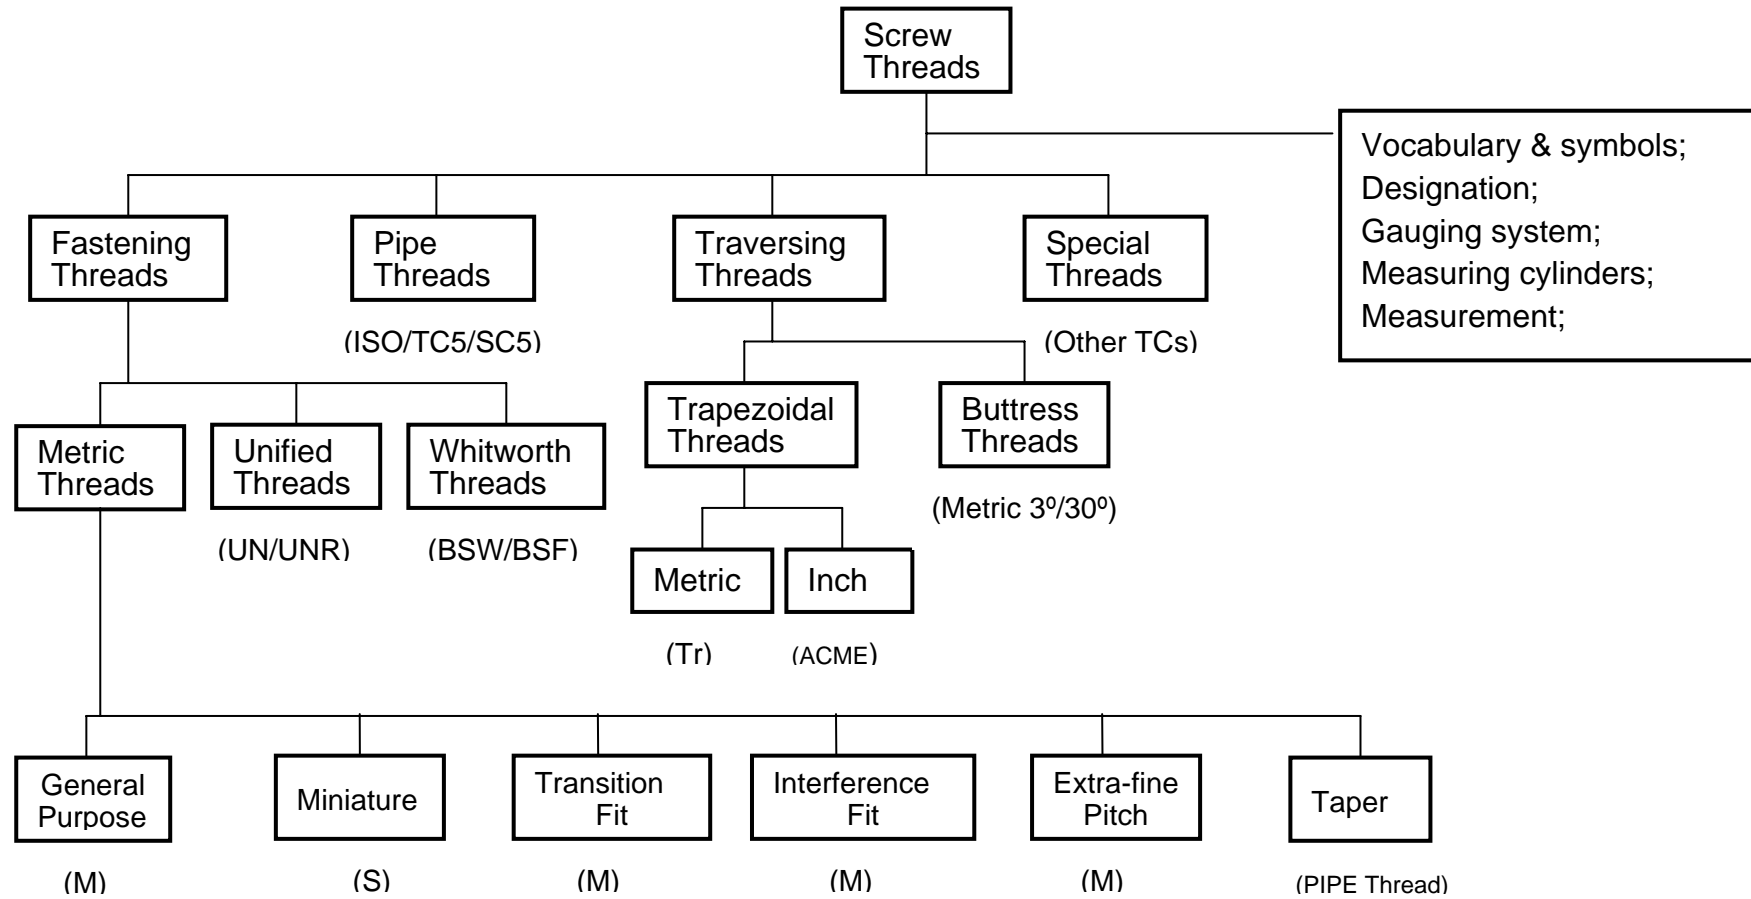 Screw
Threads
Vocabulary & symbols;
Designation;
Gauging system;
Measuring cylinders;
Measurement;
Fastening
Threads
Pipe
Threads
(ISO/TC5/SC5)
Traversing
Threads
Special
Threads
(Other TCs)
Metric
Threads
Unified
Threads
(UN/UNR)
Whitworth
Threads
(BSW/BSF)
Trapezoidal
Threads
Buttress
Threads
(Metric 3º/30º)
Metric
(Tr)
Inch
(ACME)
General
Purpose
(M)
Miniature
(S)
Transition
Fit
(M)
Interference
Fit
(M)
Extra-fine
Pitch
(M)
Taper
(PIPE Thread)